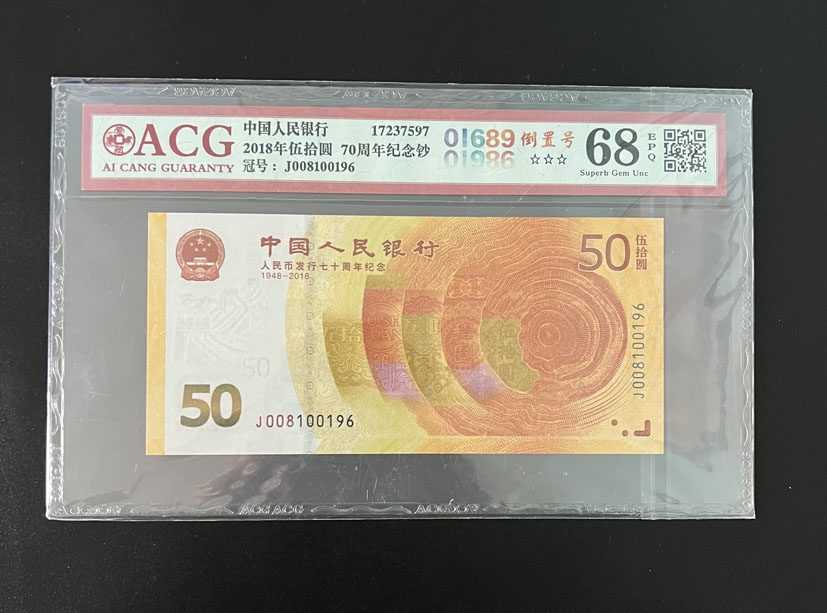 ACG
AI CANG GUARANTY
中国人民银行 17237597
2018年伍拾圆 70周年纪念钞
冠号：J008100196
01689 倒置号
☆☆☆
68
EPQ
Superb Gem Unc
中国人民银行
人民币发行七十周年纪念
1948-2018
50 伍拾圆
J008100196
50
50 J008100196
ACG ACG